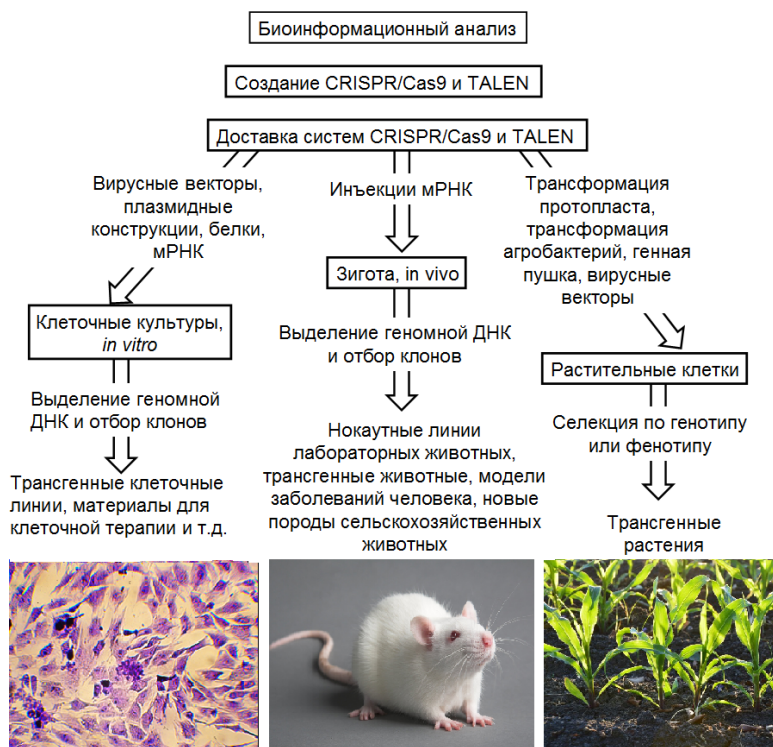 Биоинформационный анализ
Создание CRISPR/Cas9 и TALEN
Доставка систем CRISPR/Cas9 и TALEN
Вирусные векторы,
плазмидные
конструкции, белки,
мРНК
Клеточные культуры,
in vitro
Выделение геномной
ДНК и отбор клонов
Трансгенные клеточные
линии, материалы для
клеточной терапии и т.д.
Инъекции мРНК
Зигота, in vivo
Выделение геномной ДНК
и отбор клонов
Нокаутные линии
лабораторных животных,
трансгенные животные, модели
заболеваний человека, новые
породы сельскохозяйственных
животных
Трансформация
протопласта,
трансформация
агробактерий, генная
пушка, вирусные
векторы
Растительные клетки
Селекция по генотипу
или фенотипу
Трансгенные
растения